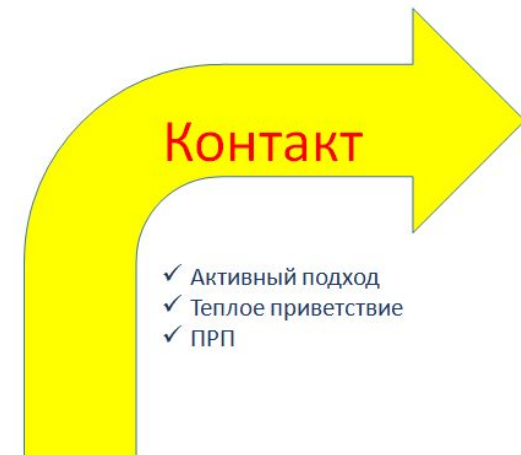 Контакт
✓ Активный подход
✓ Теплое приветствие
✓ ПРП